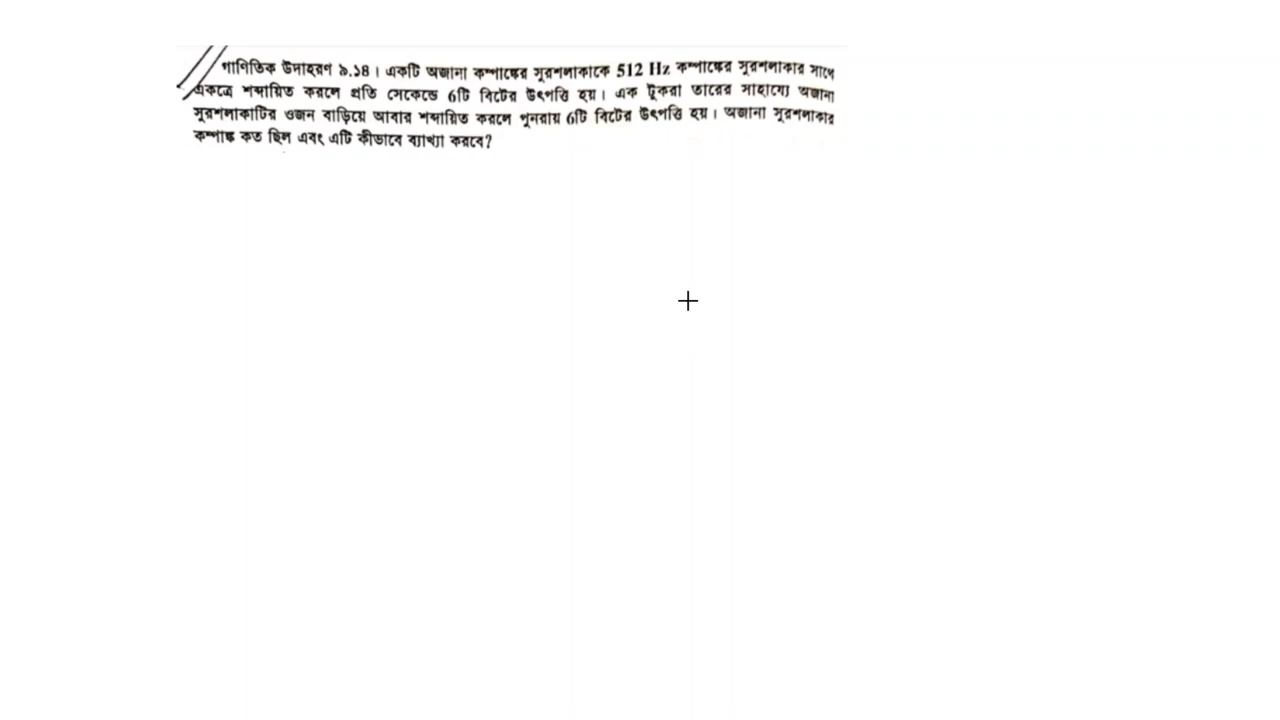 গাণিতিক উদাহরণ ৯.১৪। একটি অজানা কম্পাঙ্কের সুরশলাকাকে 512 Hz কম্পাঙ্কের সুরশলাকার সাথে
একত্রে শব্দায়িত করলে প্রতি সেকেন্ডে 6টি বিটের উৎপত্তি হয়। এক টুকরা তারের সাহায্যে অজানা
সুরশলাকাটির ওজন বাড়িয়ে আবার শব্দায়িত করলে পুনরায় 6টি বিটের উৎপত্তি হয়। অজানা সুরশলাকার
কম্পাঙ্ক কত ছিল এবং এটি কীভাবে ব্যাখ্যা করবে?